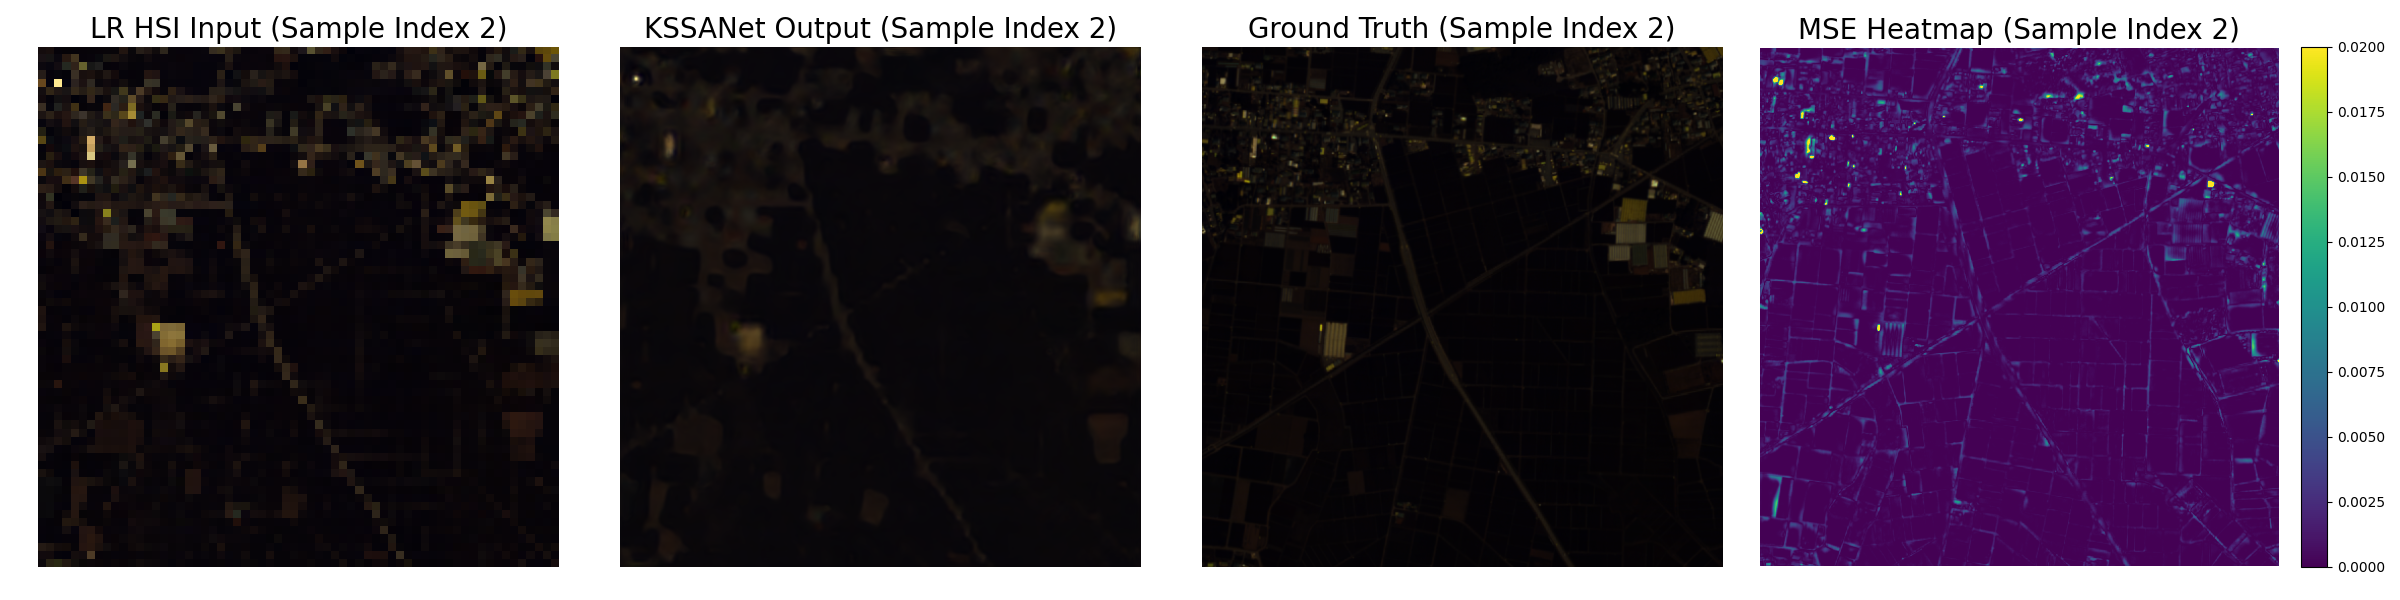 LR HSI Input (Sample Index 2)
KSSANet Output (Sample Index 2)
Ground Truth (Sample Index 2)
MSE Heatmap (Sample Index 2)
0.0200
0.0175
0.0150
0.0125
0.0100
0.0075
0.0050
0.0025
0.0000